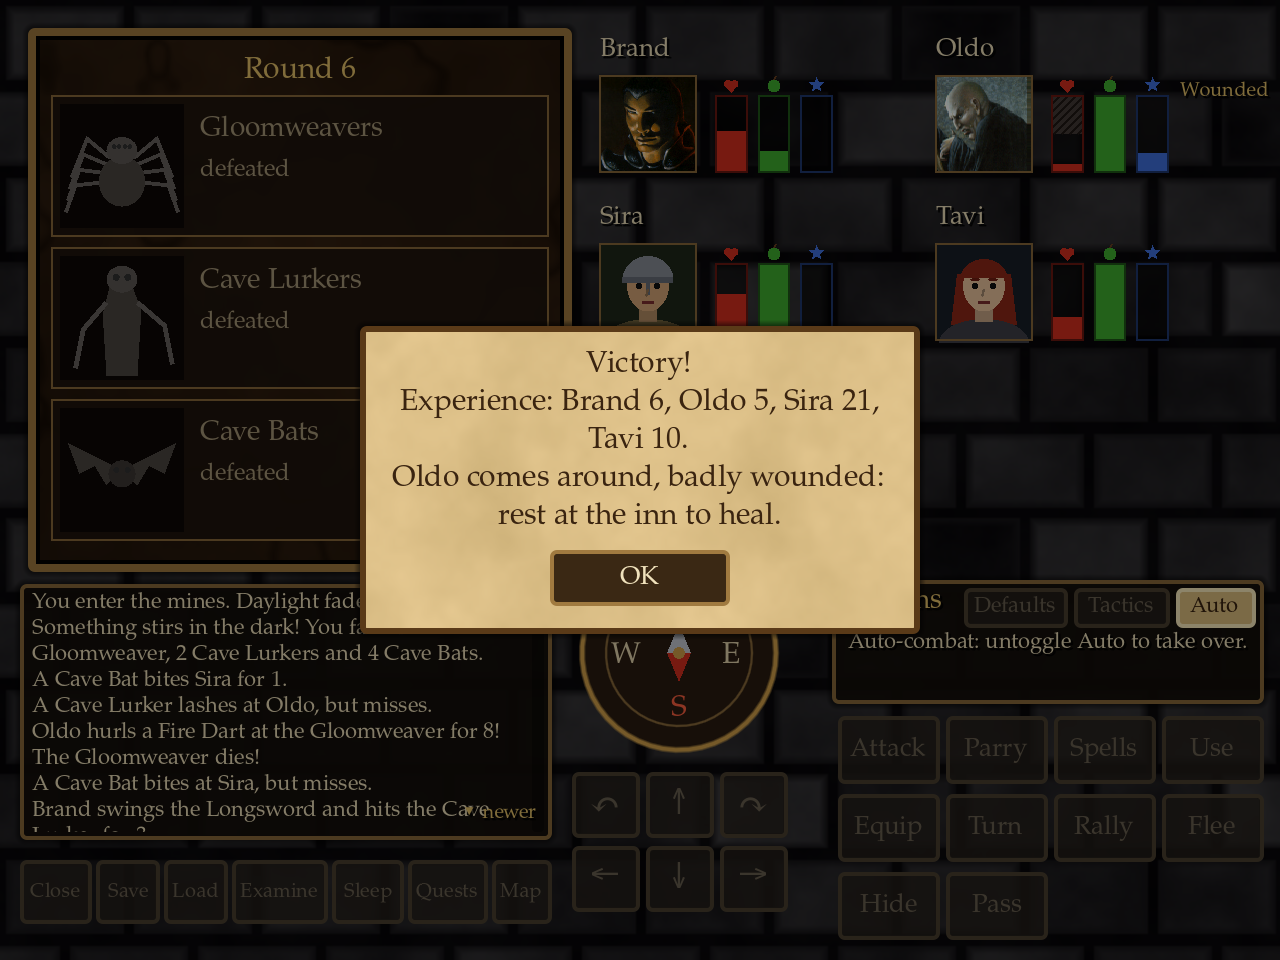 Round 6
Gloomweavers
defeated
Cave Lurkers
defeated
Cave Bats
defeated
Brand
Oldo
Wounded
Sira
Tavi
Victory!
Experience: Brand 6, Oldo 5, Sira 21,
Tavi 10.
Oldo comes around, badly wounded:
rest at the inn to heal.
OK
You enter the mines. Daylight fade
Something stirs in the dark! You fa
Gloomweaver, 2 Cave Lurkers and 4 Cave Bats.
A Cave Bat bites Sira for 1.
A Cave Lurker lashes at Oldo, but misses.
Oldo hurls a Fire Dart at the Gloomweaver for 8!
The Gloomweaver dies!
A Cave Bat bites at Sira, but misses.
Brand swings the Longsword and hits the Cave
newer
W
E
S
ns
Defaults
Tactics
Auto
Auto-combat: untoggle Auto to take over.
Attack
Parry
Spells
Use
Equip
Turn
Rally
Flee
Hide
Pass
Close
Save
Load
Examine
Sleep
Quests
Map